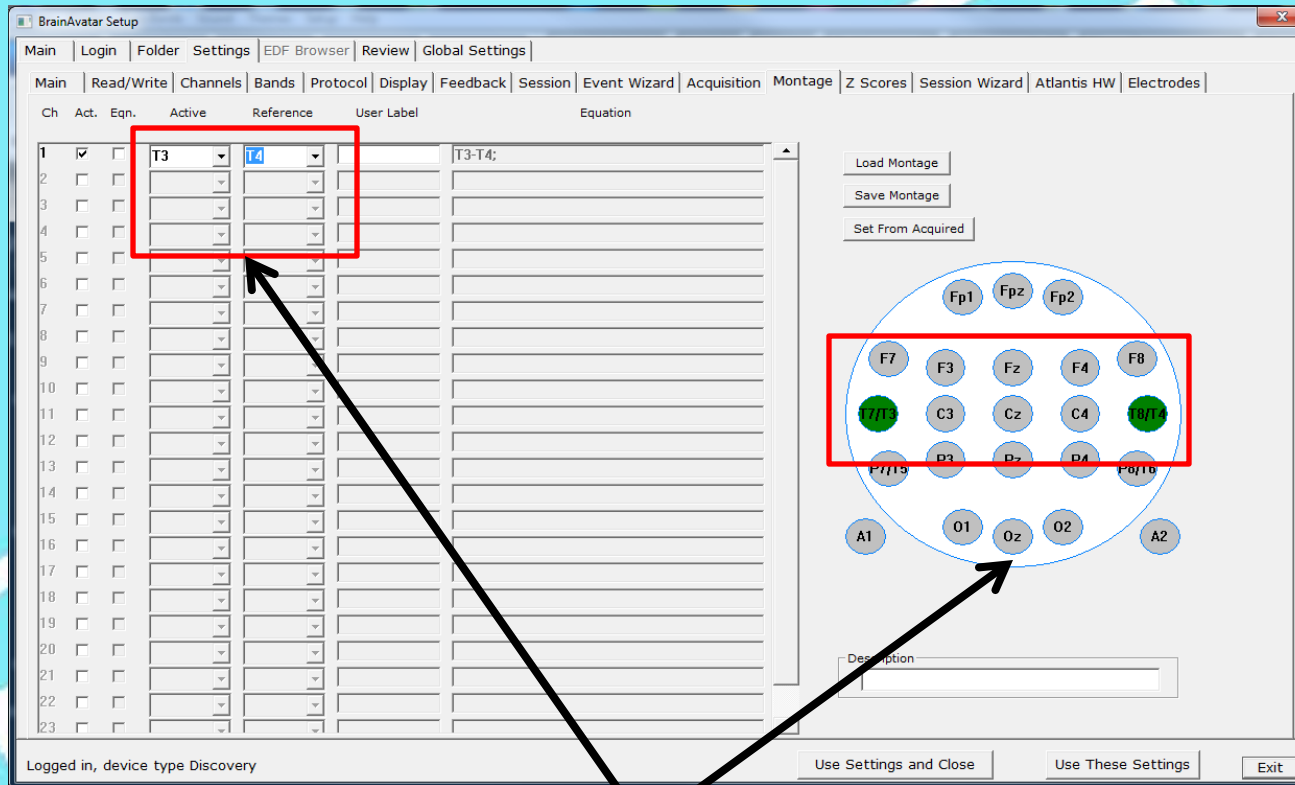 BrainAvatar Setup
Main Login Folder Settings EDF Browser Review Global Settings
Main Read/Write Channels Bands Protocol Display Feedback Session Event Wizard Acquisition Montage Z Scores Session Wizard Atlantis HW Electrodes
Ch Act. Eqn. Active Reference User Label Equation
1 T3 T4 T3-T4;
2
3
4
5
6
7
8
9
10
11
12
13
14
15
16
17
18
19
20
21
22
23
Load Montage
Save Montage
Set From Acquired
Fp1 Fpz Fp2
F7 F3 Fz F4 F8
T7/T3 C3 Cz C4 T8/T4
P7/T5 P3 Pz P4 P8/T6
A1 O1 Oz O2 A2
Description
Logged in, device type Discovery
Use Settings and Close Use These Settings Exit